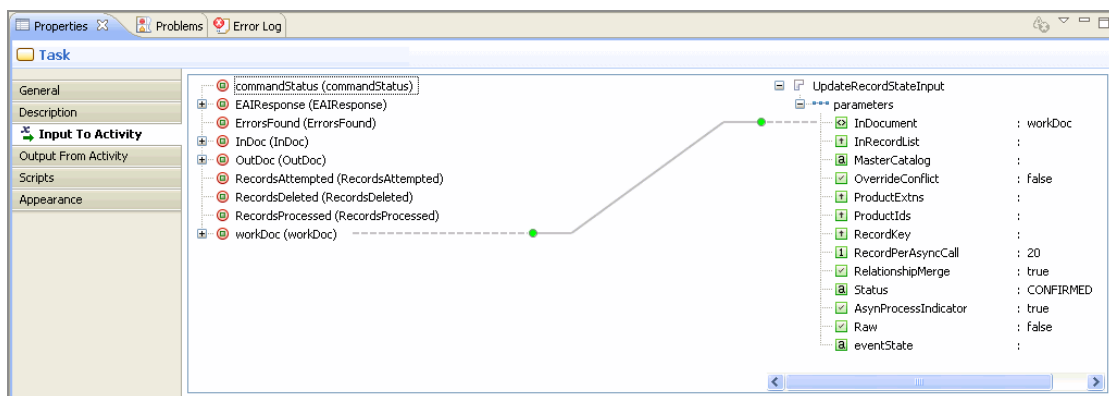 Properties Problems Error Log
Task
General
Description
Input To Activity
Output From Activity
Scripts
Appearance
commandStatus (commandStatus)
EAIResponse (EAIResponse)
ErrorsFound (ErrorsFound)
InDoc (InDoc)
OutDoc (OutDoc)
RecordsAttempted (RecordsAttempted)
RecordsDeleted (RecordsDeleted)
RecordsProcessed (RecordsProcessed)
workDoc (workDoc)
UpdateRecordStateInput
parameters
InDocument : workDoc
InRecordList :
MasterCatalog :
OverrideConflict : false
ProductExtns :
ProductIds :
RecordKey :
RecordPerAsyncCall : 20
RelationshipMerge : true
Status : CONFIRMED
AsynProcessIndicator : true
Raw : false
eventState :